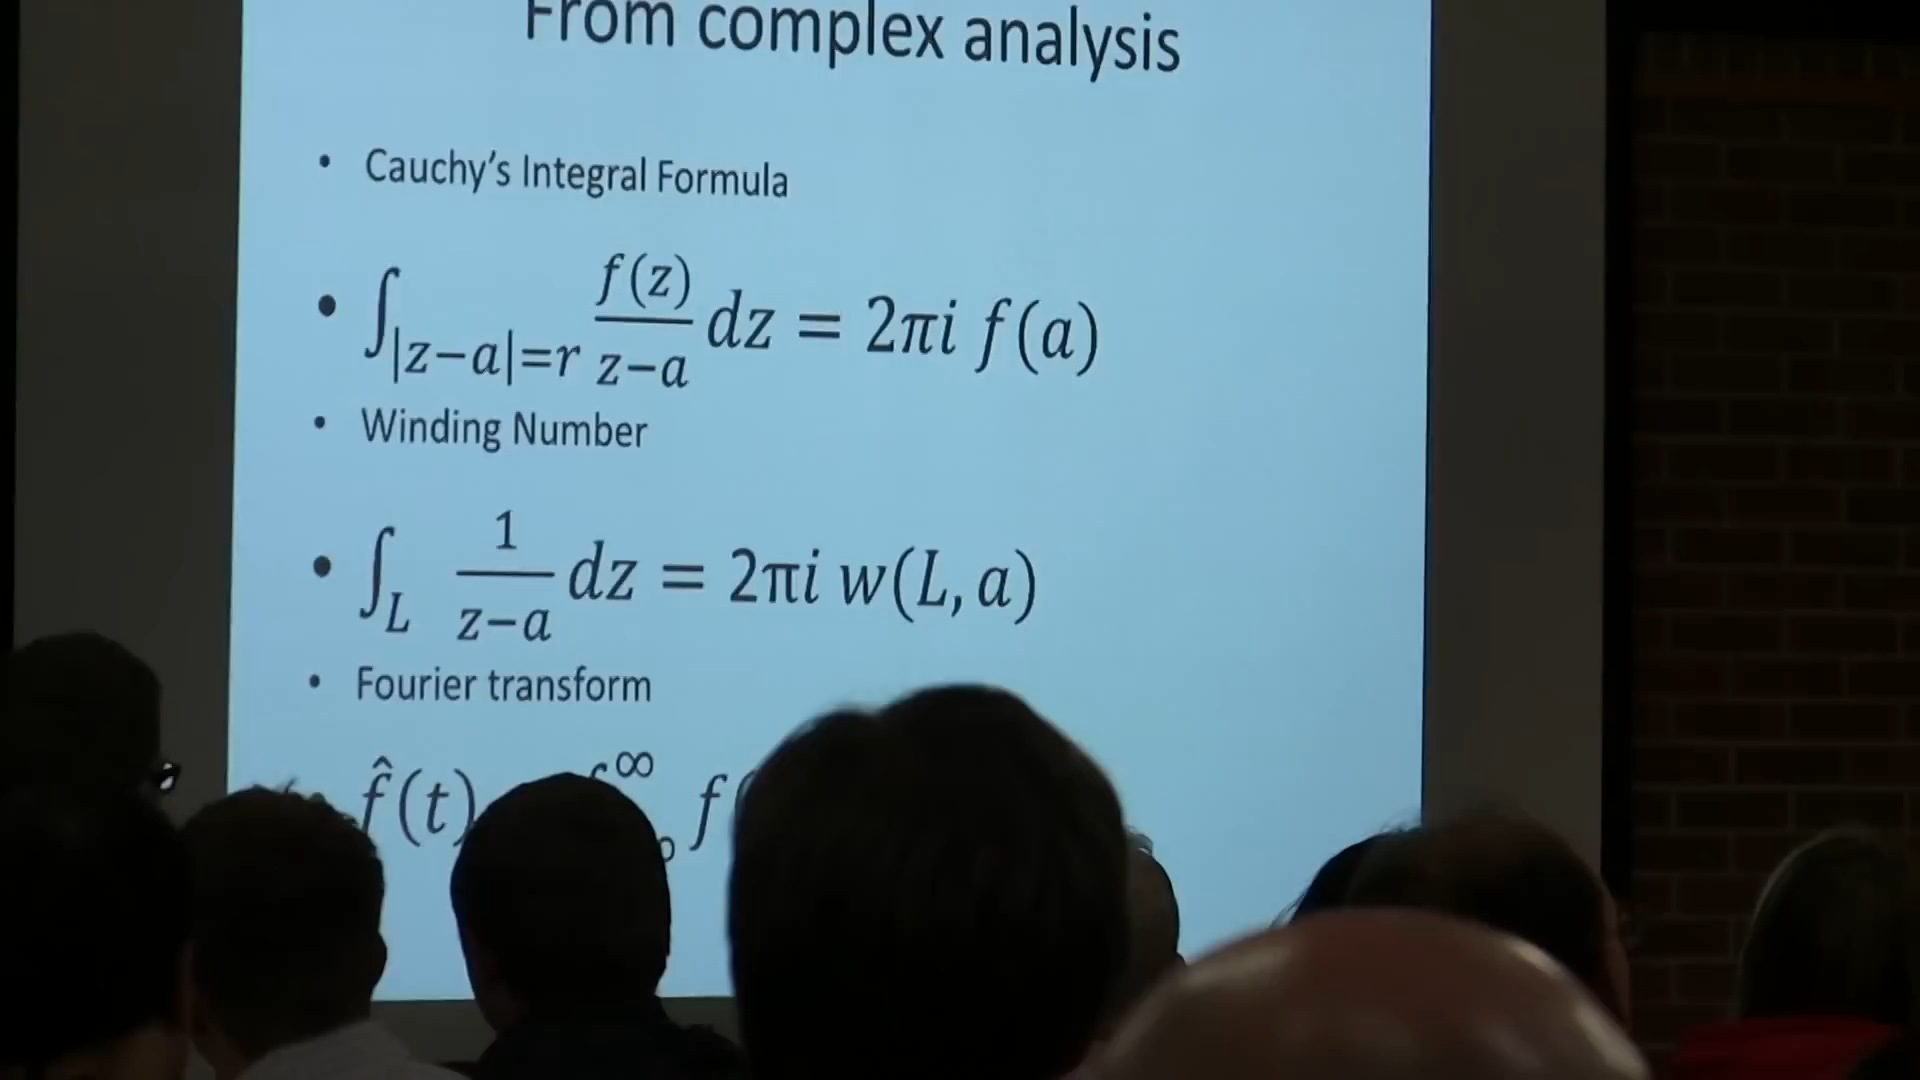 From complex analysis
• Cauchy's Integral Formula
• ∫|z−a|=r f(z)/z−a dz = 2πi f(a)
• Winding Number
• ∫L 1/z−a dz = 2πi w(L, a)
• Fourier transform
f̂(t) ∞ f